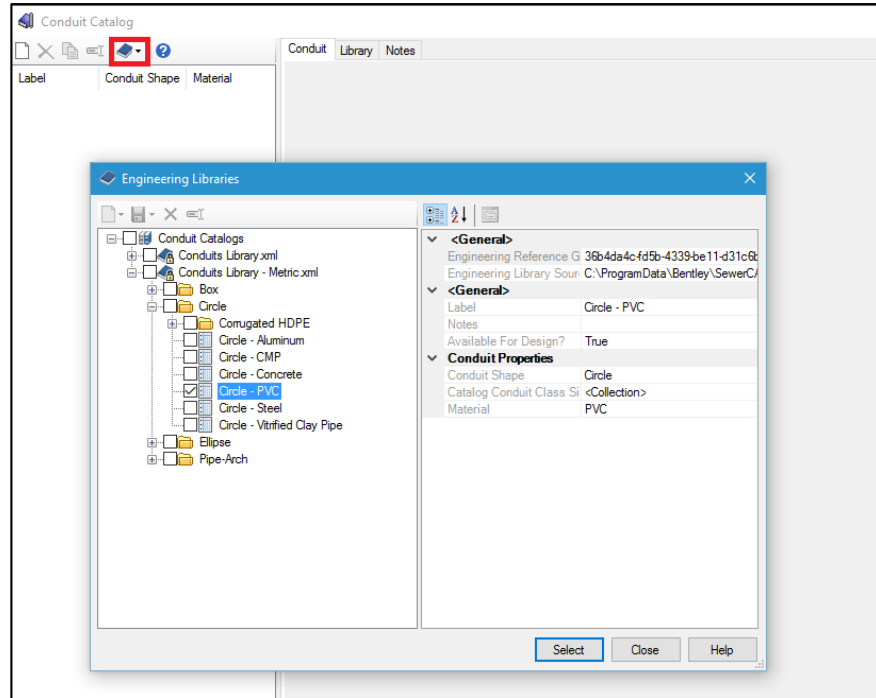 Conduit Catalog
Conduit Library Notes
Label Conduit Shape Material
Engineering Libraries
Conduit Catalogs
Conduits Library.xml
Conduits Library - Metric.xml
Box
Circle
Corrugated HDPE
Circle - Aluminum
Circle - CMP
Circle - Concrete
Circle - PVC
Circle - Steel
Circle - Vitrified Clay Pipe
Ellipse
Pipe-Arch
<General>
Engineering Reference G 36b4da4c-fd5b-4339-be11-d31c6b
Engineering Library Sour C:\ProgramData\Bentley\SewerCA
<General>
Label Circle - PVC
Notes
Available For Design? True
Conduit Properties
Conduit Shape Circle
Catalog Conduit Class Si <Collection>
Material PVC
Select Close Help